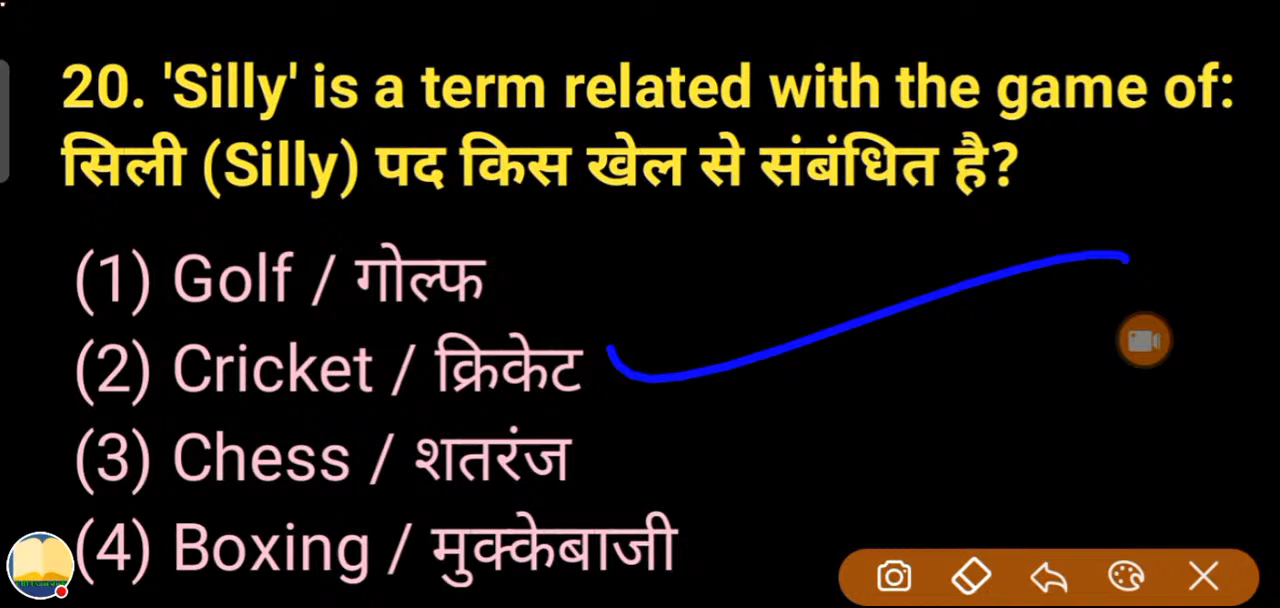 20. 'Silly' is a term related with the game of:
सिली (Silly) पद किस खेल से संबंधित है?
(1) Golf / गोल्फ
(2) Cricket / क्रिकेट
(3) Chess / शतरंज
(4) Boxing / मुक्केबाजी